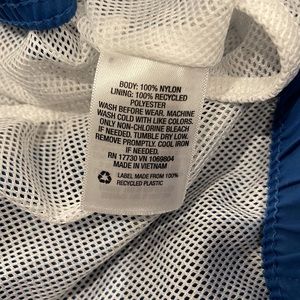 BODY: 100% NYLON
LINING: 100% RECYCLED
POLYESTER
WASH BEFORE WEAR. MACHINE
WASH COLD WITH LIKE COLORS.
ONLY NON-CHLORINE BLEACH
IF NEEDED. TUMBLE DRY LOW.
REMOVE PROMPTLY. COOL IRON
IF NEEDED.
RN 17730 VN 1069804
MADE IN VIETNAM
LABEL MADE FROM 100%
RECYCLED PLASTIC